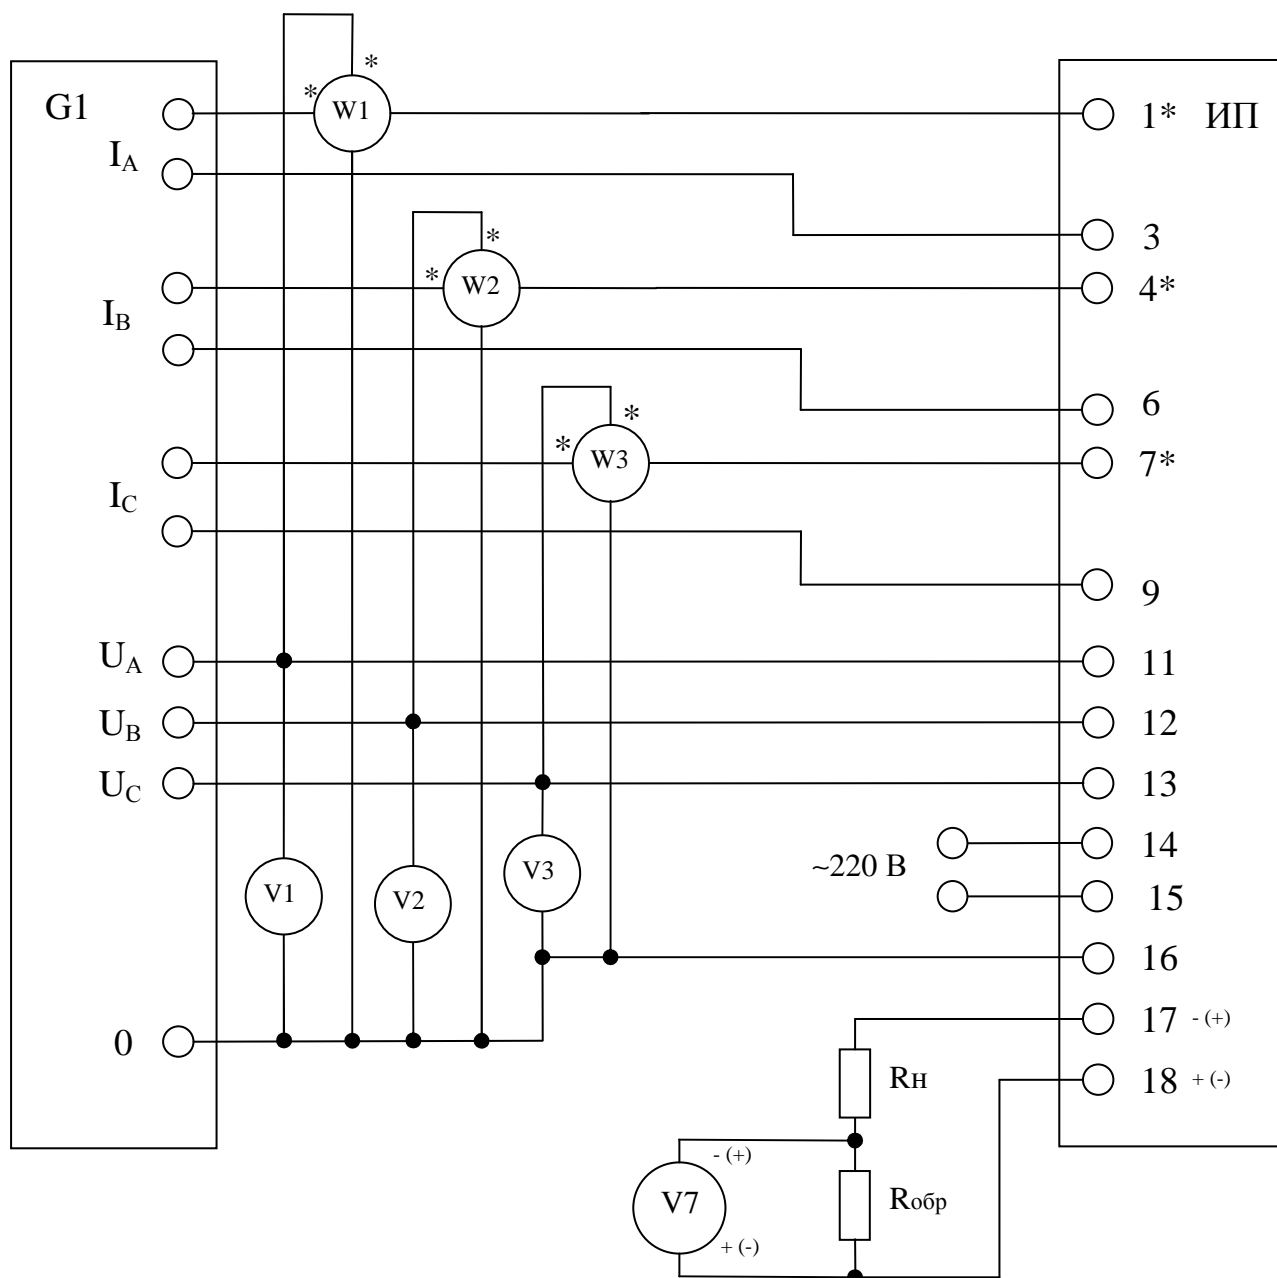 * *
G1 W1 1* ИП
I_A
* 3
* W2 4*
I_B
* 6
* W3 7*
I_C
9
U_A 11
U_B 12
U_C 13
~220 В 14
V1 V2 V3 15
16
0 17 - (+)
Rн 18 + (-)
- (+)
V7 Rобр
+ (-)